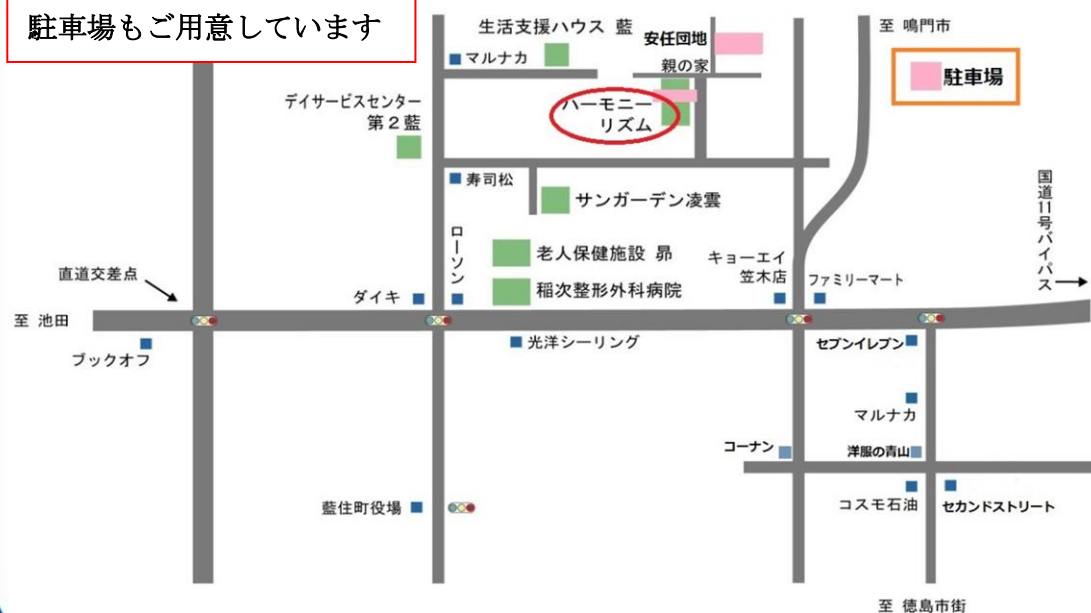 駐車場もご用意しています
生活支援ハウス 藍
マルナカ
安任団地
親の家
至 鳴門市
駐車場
デイサービスセンター
第2藍
ハーモニー
リズム
寿司松
サンガーデン凌雲
国道11号バイパス
ローソン
老人保健施設 昴
キョーエイ
笠木店
ファミリーマート
直道交差点
ダイキ
稲次整形外科病院
至 池田
ブックオフ
光洋シーリング
セブンイレブン
マルナカ
コーナン
洋服の青山
藍住町役場
コスモ石油
セカンドストリート
至 徳島市街